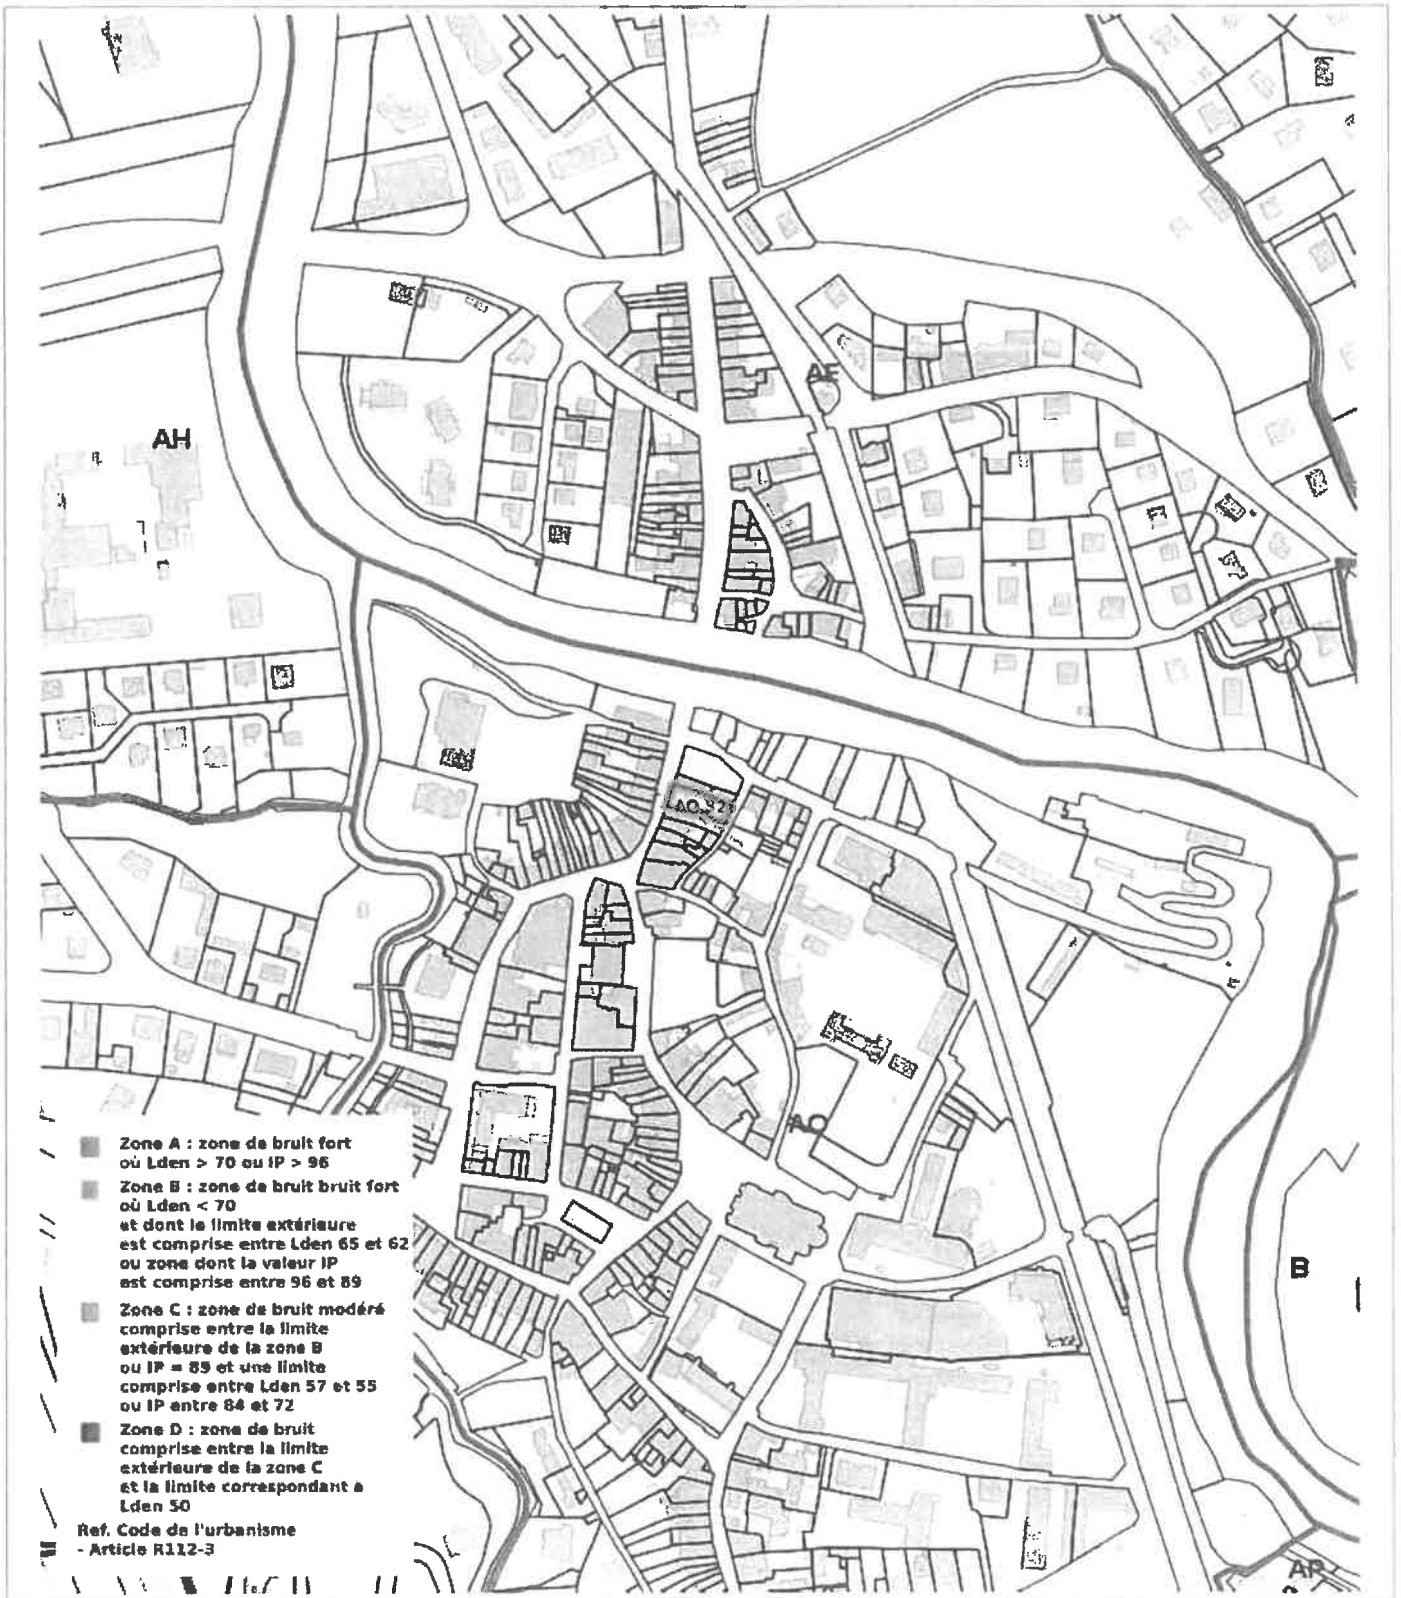 AE
AH
AO
B
Zone A : zone de bruit fort
où Lden > 70 ou IP > 96
Zone B : zone de bruit bruit fort
où Lden < 70
et dont la limite extérieure
est comprise entre Lden 65 et 62
ou zone dont la valeur IP
est comprise entre 96 et 89
Zone C : zone de bruit modéré
comprise entre la limite
extérieure de la zone B
ou IP = 89 et une limite
comprise entre Lden 57 et 55
ou IP entre 84 et 72
Zone D : zone de bruit
comprise entre la limite
extérieure de la zone C
et la limite correspondant à
Lden 50
Ref. Code de l'urbanisme
- Article R112-3
AP